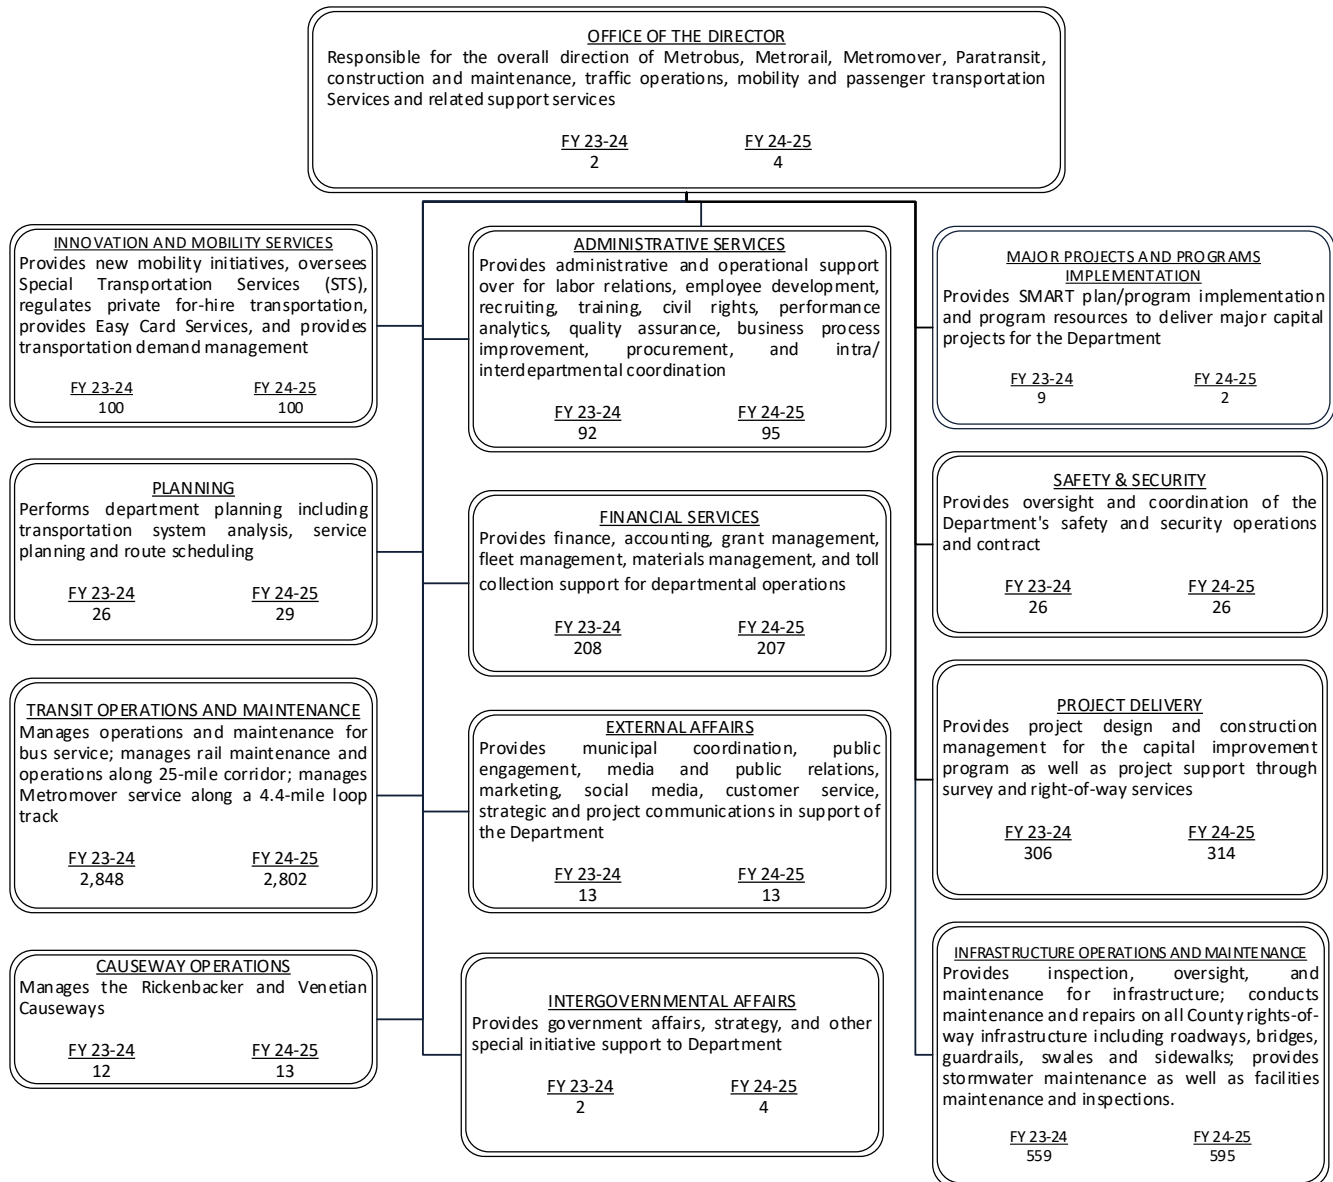 OFFICE OF THE DIRECTOR
Responsible for the overall direction of Metrobus, Metrorail, Metromover, Paratransit,
construction and maintenance, traffic operations, mobility and passenger transportation
Services and related support services
FY 23-24 FY 24-25
2 4
INNOVATION AND MOBILITY SERVICES
Provides new mobility initiatives, oversees
Special Transportation Services (STS),
regulates private for-hire transportation,
provides Easy Card Services, and provides
transportation demand management
FY 23-24 FY 24-25
100 100
ADMINISTRATIVE SERVICES
Provides administrative and operational support
over for labor relations, employee development,
recruiting, training, civil rights, performance
analytics, quality assurance, business process
improvement, procurement, and intra/
interdepartmental coordination
FY 23-24 FY 24-25
92 95
MAJOR PROJECTS AND PROGRAMS
IMPLEMENTATION
Provides SMART plan/program implementation
and program resources to deliver major capital
projects for the Department
FY 23-24 FY 24-25
9 2
PLANNING
Performs department planning including
transportation system analysis, service
planning and route scheduling
FY 23-24 FY 24-25
26 29
FINANCIAL SERVICES
Provides finance, accounting, grant management,
fleet management, materials management, and toll
collection support for departmental operations
FY 23-24 FY 24-25
208 207
SAFETY & SECURITY
Provides oversight and coordination of the
Department's safety and security operations
and contract
FY 23-24 FY 24-25
26 26
TRANSIT OPERATIONS AND MAINTENANCE
Manages operations and maintenance for
bus service; manages rail maintenance and
operations along 25-mile corridor; manages
Metromover service along a 4.4-mile loop
track
FY 23-24 FY 24-25
2,848 2,802
EXTERNAL AFFAIRS
Provides municipal coordination, public
engagement, media and public relations,
marketing, social media, customer service,
strategic and project communications in support of
the Department
FY 23-24 FY 24-25
13 13
PROJECT DELIVERY
Provides project design and construction
management for the capital improvement
program as well as project support through
survey and right-of-way services
FY 23-24 FY 24-25
306 314
CAUSEWAY OPERATIONS
Manages the Rickenbacker and Venetian
Causeways
FY 23-24 FY 24-25
12 13
INTERGOVERNMENTAL AFFAIRS
Provides government affairs, strategy, and other
special initiative support to Department
FY 23-24 FY 24-25
2 4
INFRASTRUCTURE OPERATIONS AND MAINTENANCE
Provides inspection, oversight, and
maintenance for infrastructure; conducts
maintenance and repairs on all County rights-of-
way infrastructure including roadways, bridges,
guardrails, swales and sidewalks; provides
stormwater maintenance as well as facilities
maintenance and inspections.
FY 23-24 FY 24-25
559 595